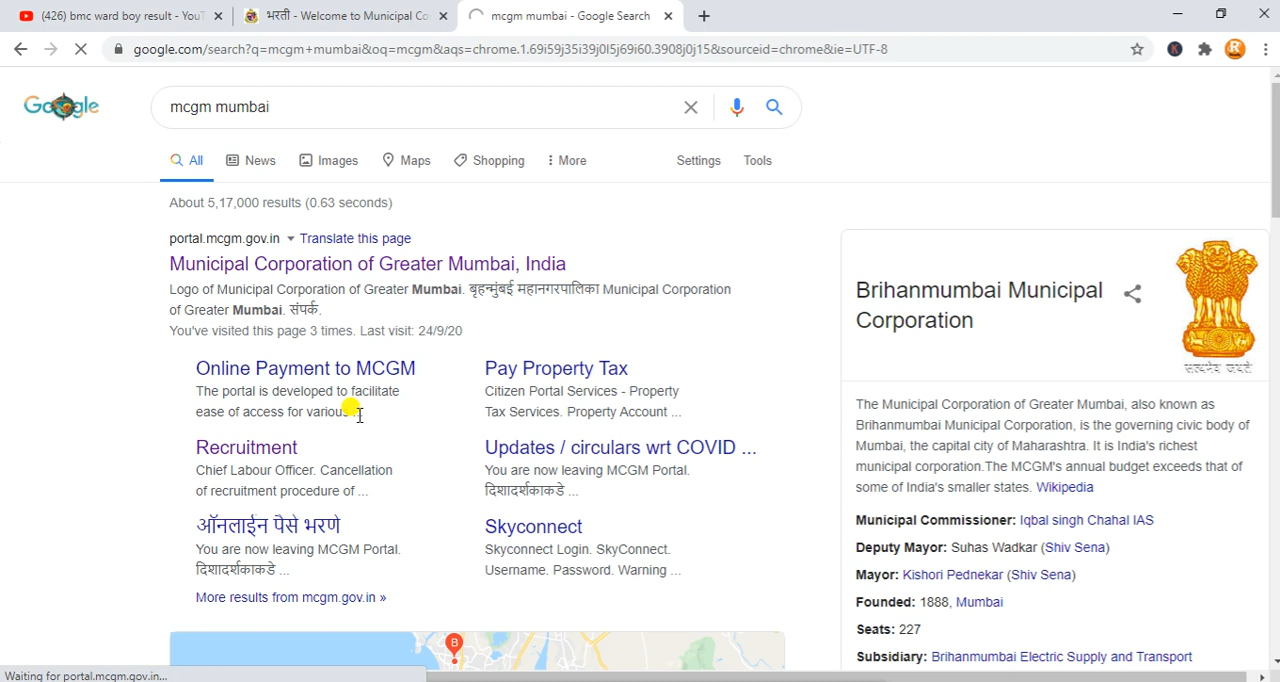 (426) bmc ward boy result - YouT
भरती - Welcome to Municipal Co
mcgm mumbai - Google Search
google.com/search?q=mcgm+mumbai&oq=mcgm&aqs=chrome.1.69i59j35i39j0l5j69i60.3908j0j15&sourceid=chrome&ie=UTF-8
Google
mcgm mumbai
All News Images Maps Shopping More Settings Tools
About 5,17,000 results (0.63 seconds)
portal.mcgm.gov.in Translate this page
Municipal Corporation of Greater Mumbai, India
Logo of Municipal Corporation of Greater Mumbai. बृहन्मुंबई महानगरपालिका Municipal Corporation
of Greater Mumbai. संपर्क.
You've visited this page 3 times. Last visit: 24/9/20
Online Payment to MCGM
The portal is developed to facilitate
ease of access for various
Pay Property Tax
Citizen Portal Services - Property
Tax Services. Property Account ...
Recruitment
Chief Labour Officer. Cancellation
of recruitment procedure of ...
Updates / circulars wrt COVID ...
You are now leaving MCGM Portal.
दिशादर्शकाकडे ...
ऑनलाईन पैसे भरणे
You are now leaving MCGM Portal.
दिशादर्शकाकडे ...
Skyconnect
Skyconnect Login. SkyConnect.
Username. Password. Warning ...
More results from mcgm.gov.in »
B
Brihanmumbai Municipal
Corporation
सत्यमेव जयते
The Municipal Corporation of Greater Mumbai, also known as
Brihanmumbai Municipal Corporation, is the governing civic body of
Mumbai, the capital city of Maharashtra. It is India's richest
municipal corporation.The MCGM's annual budget exceeds that of
some of India's smaller states. Wikipedia
Municipal Commissioner: Iqbal singh Chahal IAS
Deputy Mayor: Suhas Wadkar (Shiv Sena)
Mayor: Kishori Pednekar (Shiv Sena)
Founded: 1888, Mumbai
Seats: 227
Subsidiary: Brihanmumbai Electric Supply and Transport
Waiting for portal.mcgm.gov.in...